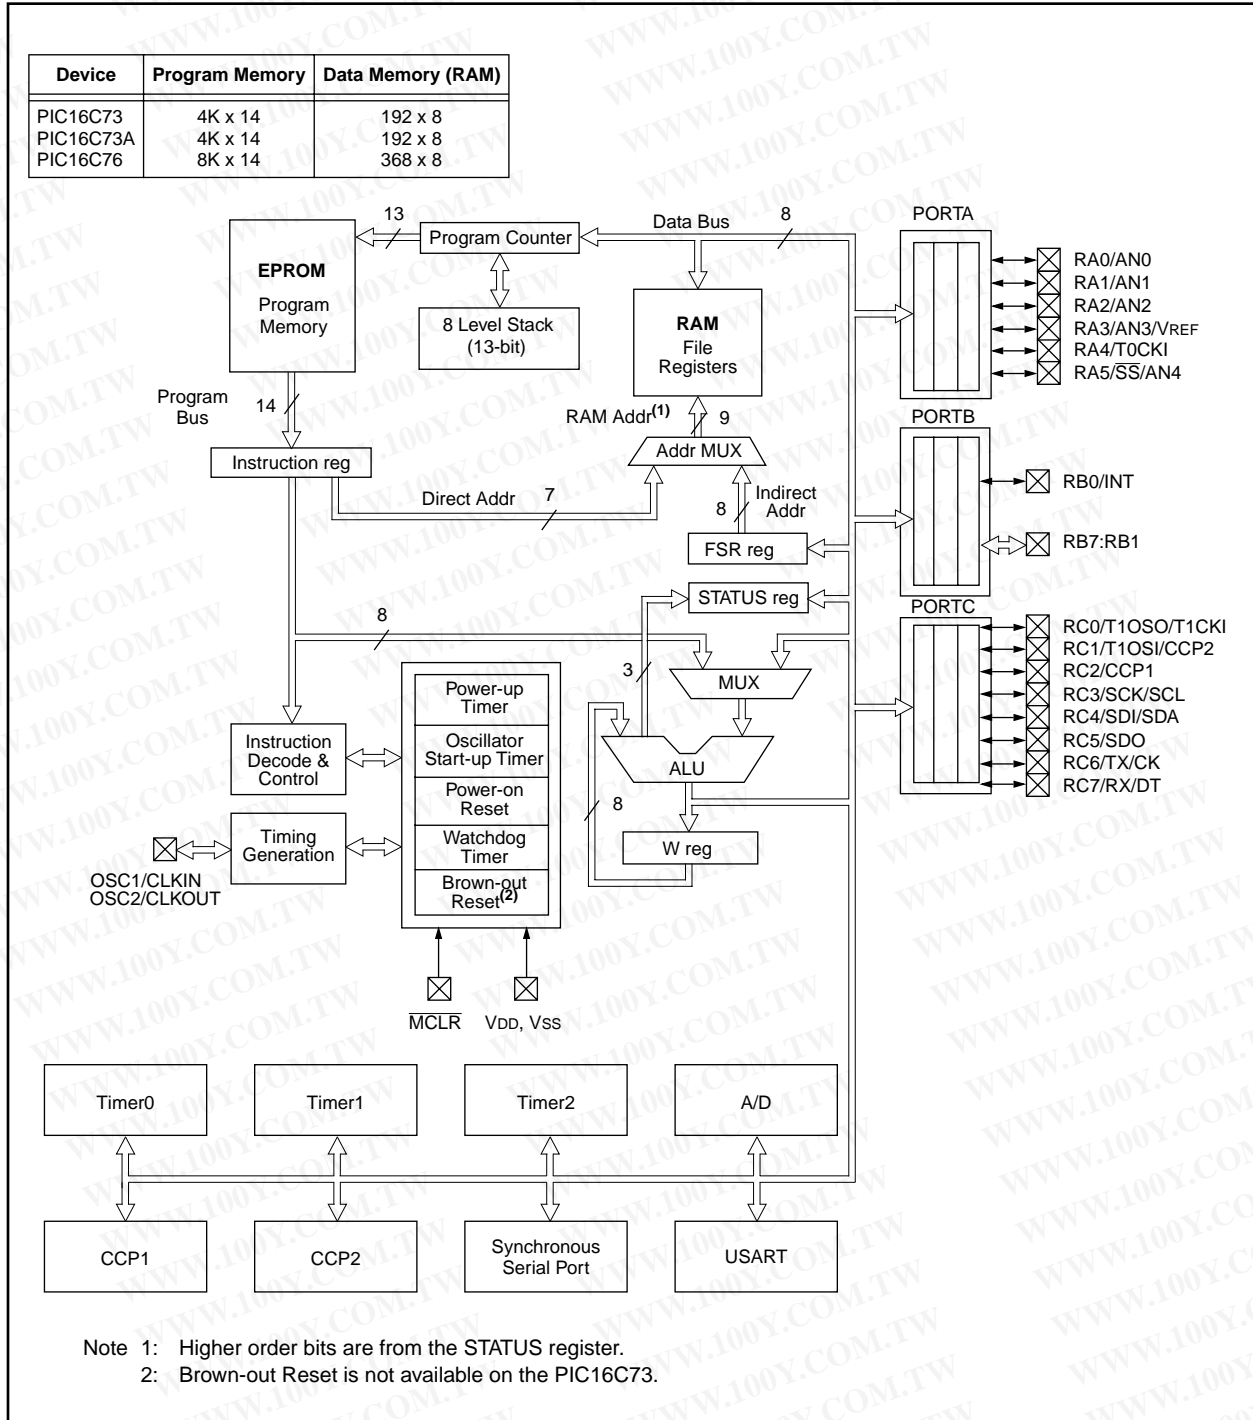 Device Program Memory Data Memory (RAM)
PIC16C73 4K x 14 192 x 8
PIC16C73A 4K x 14 192 x 8
PIC16C76 8K x 14 368 x 8
EPROM
Program
Memory
13
Program Counter
Data Bus
8
8 Level Stack
(13-bit)
RAM
File
Registers
Program
Bus
14
RAM Addr(1)
9
Addr MUX
Instruction reg
Direct Addr
7
8
Indirect
Addr
FSR reg
STATUS reg
8
3
MUX
ALU
8
W reg
Power-up
Timer
Oscillator
Start-up Timer
Power-on
Reset
Watchdog
Timer
Brown-out
Reset(2)
Instruction
Decode &
Control
Timing
Generation
OSC1/CLKIN
OSC2/CLKOUT
MCLR
VDD, VSS
PORTA
RA0/AN0
RA1/AN1
RA2/AN2
RA3/AN3/VREF
RA4/T0CKI
RA5/SS/AN4
PORTB
RB0/INT
RB7:RB1
PORTC
RC0/T1OSO/T1CKI
RC1/T1OSI/CCP2
RC2/CCP1
RC3/SCK/SCL
RC4/SDI/SDA
RC5/SDO
RC6/TX/CK
RC7/RX/DT
Timer0
Timer1
Timer2
A/D
CCP1
CCP2
Synchronous
Serial Port
USART
Note 1: Higher order bits are from the STATUS register.
2: Brown-out Reset is not available on the PIC16C73.
WWW.100Y.COM.TW